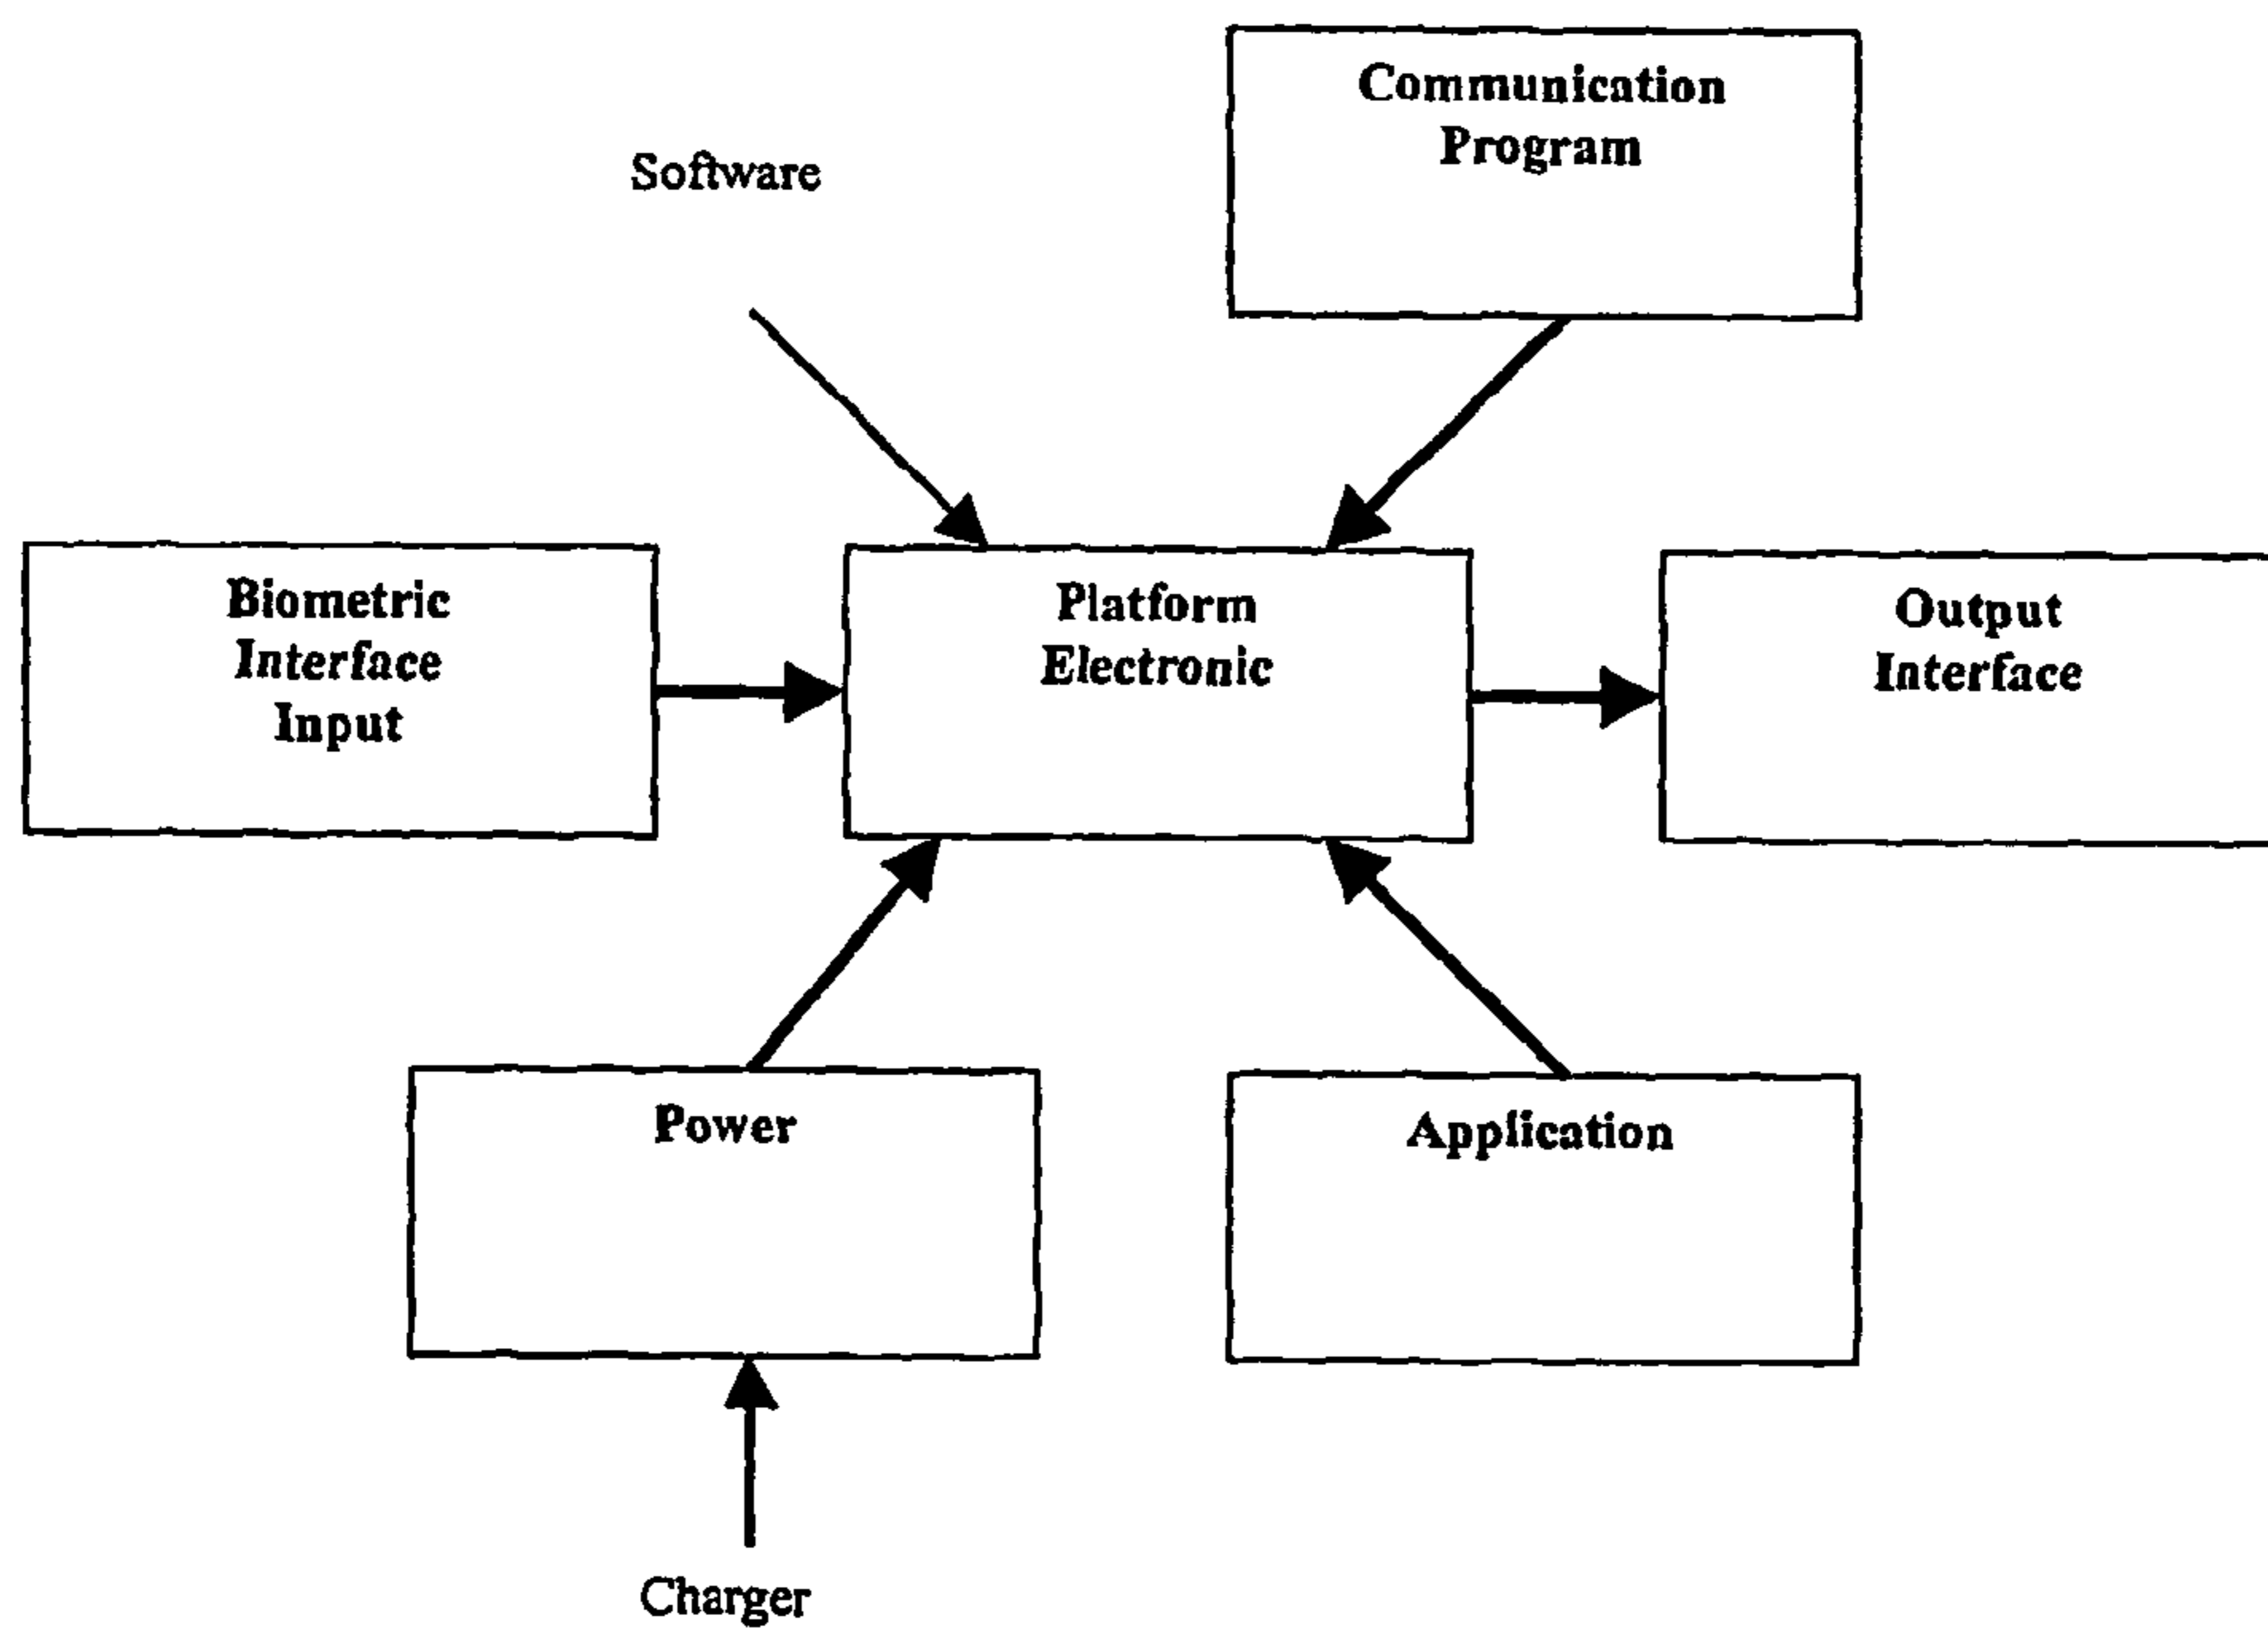 Communication
Program
Software
Biometric
Interface
Input
Platform
Electronic
Output
Interface
Power
Application
Charger